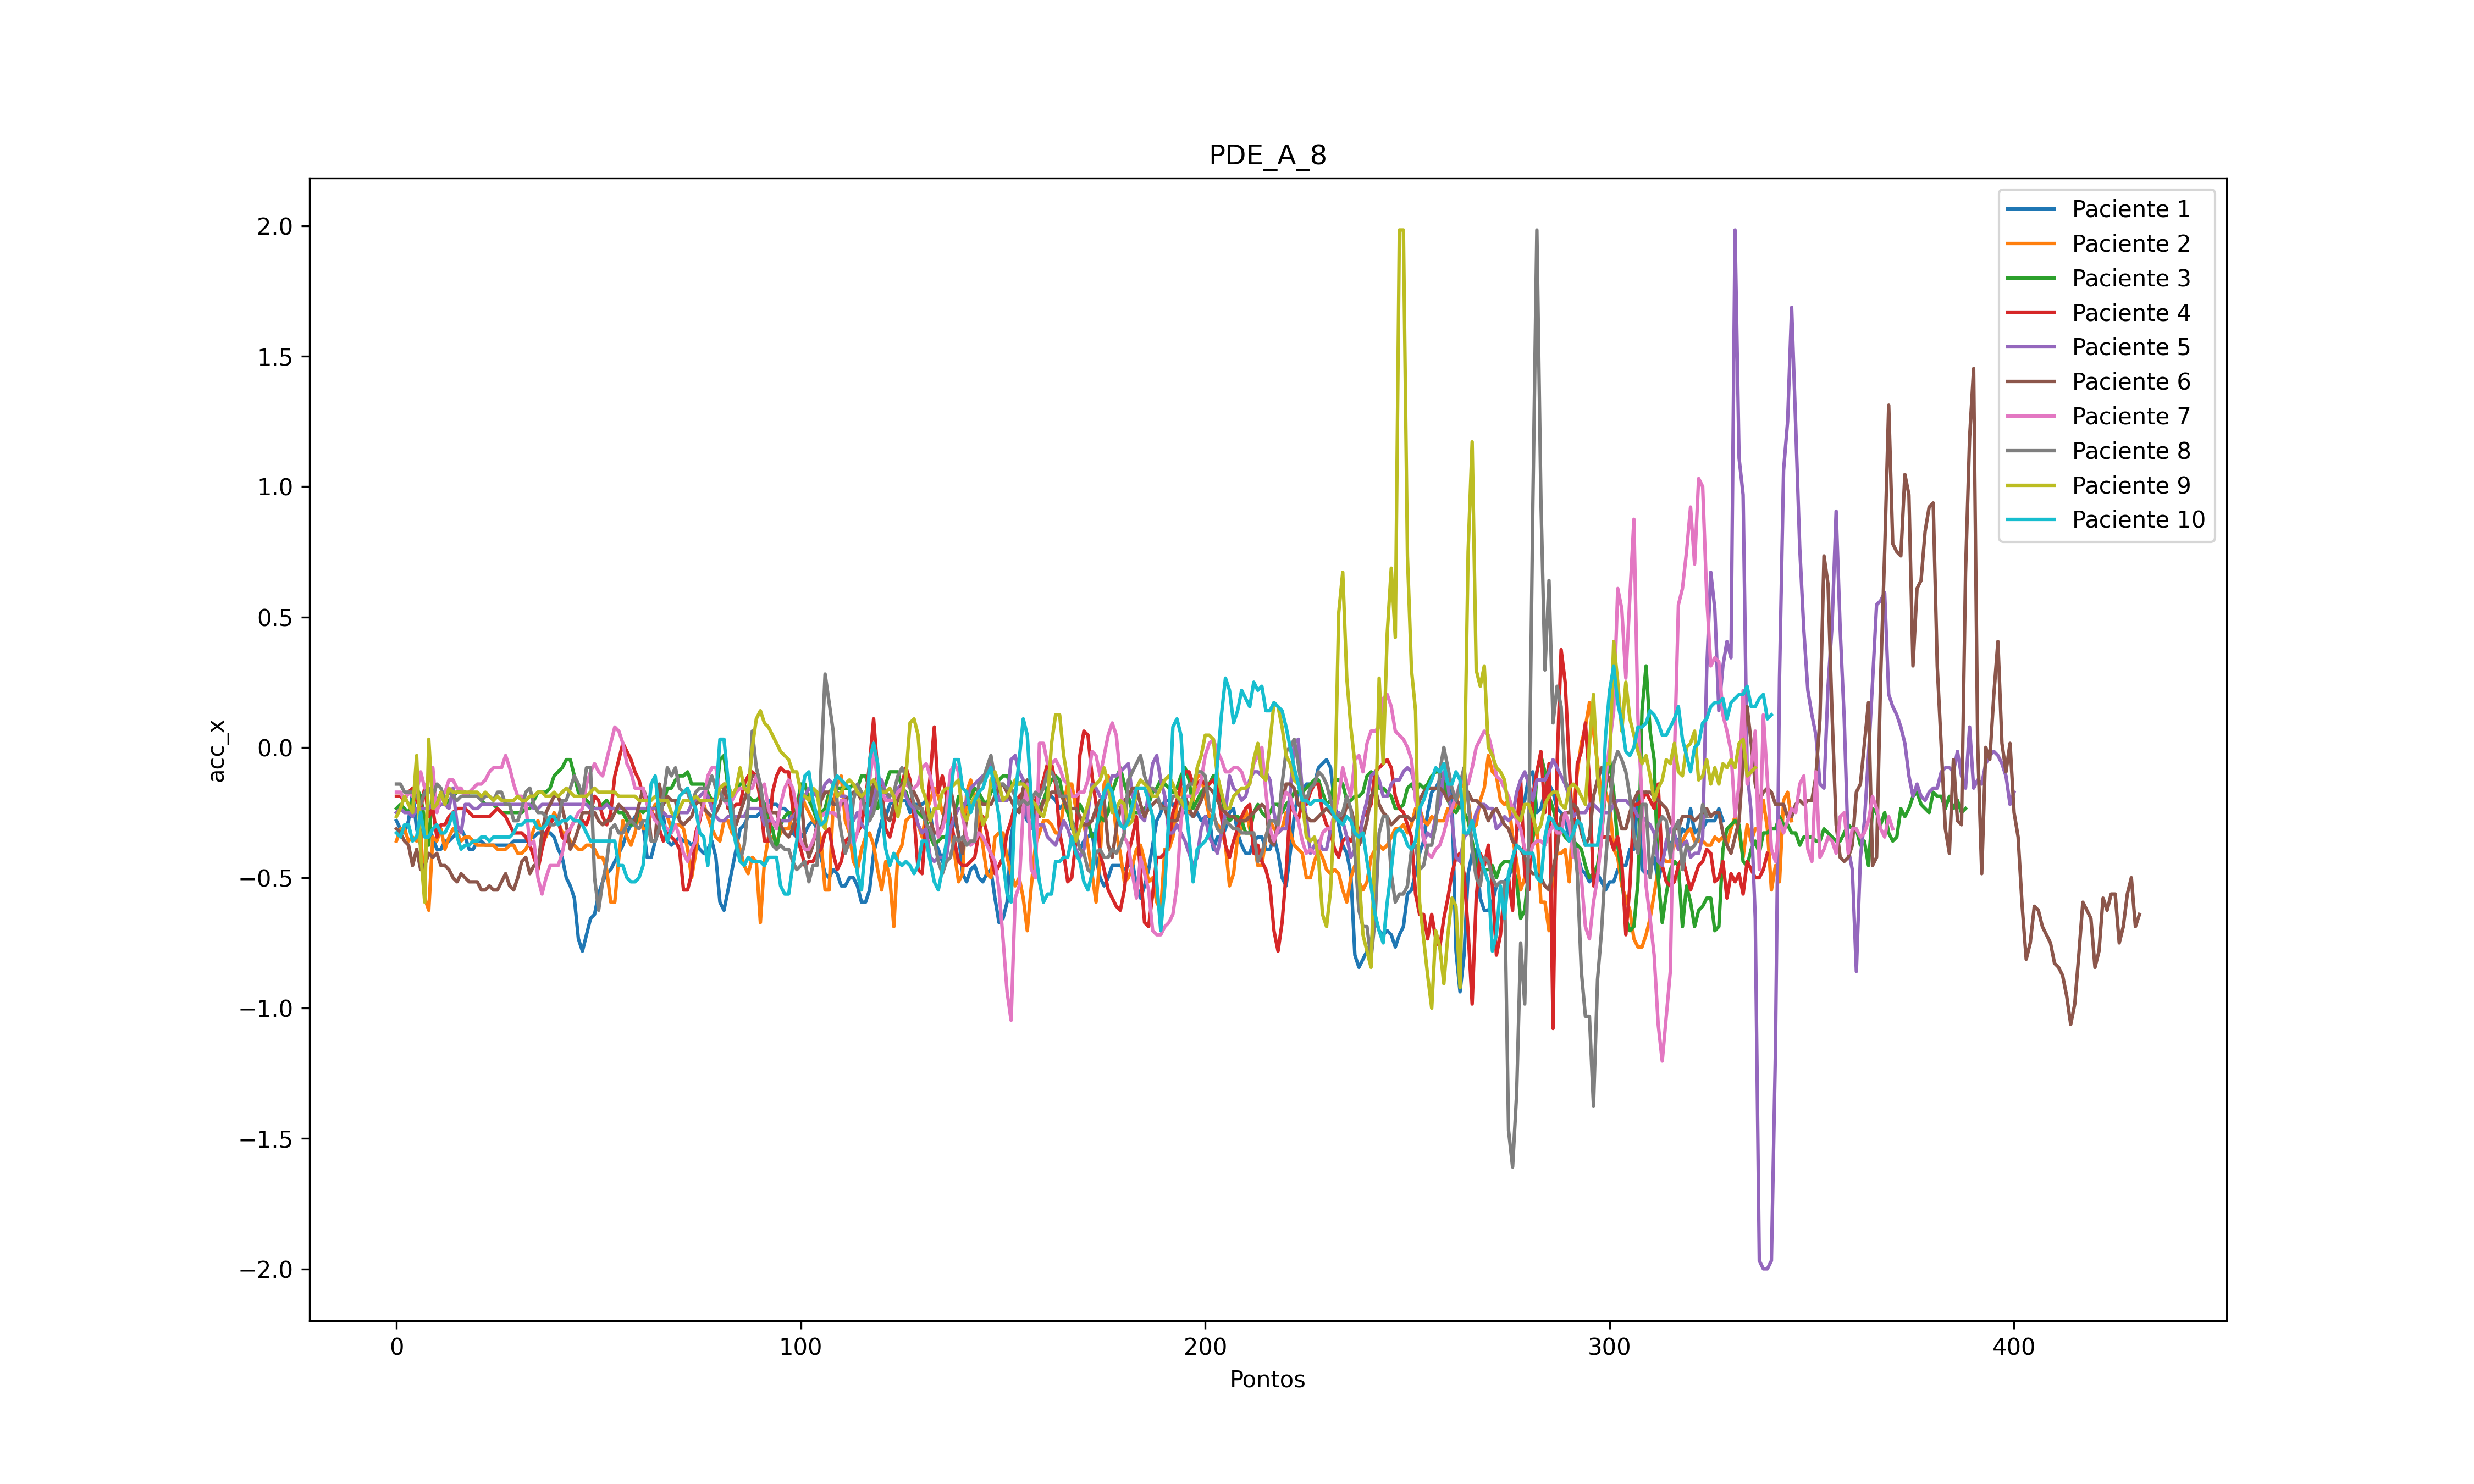 PDE_A_8
2.0
1.5
1.0
0.5
0.0
−0.5
−1.0
−1.5
−2.0
acc_x
0 100 200 300 400
Pontos
Paciente 1
Paciente 2
Paciente 3
Paciente 4
Paciente 5
Paciente 6
Paciente 7
Paciente 8
Paciente 9
Paciente 10